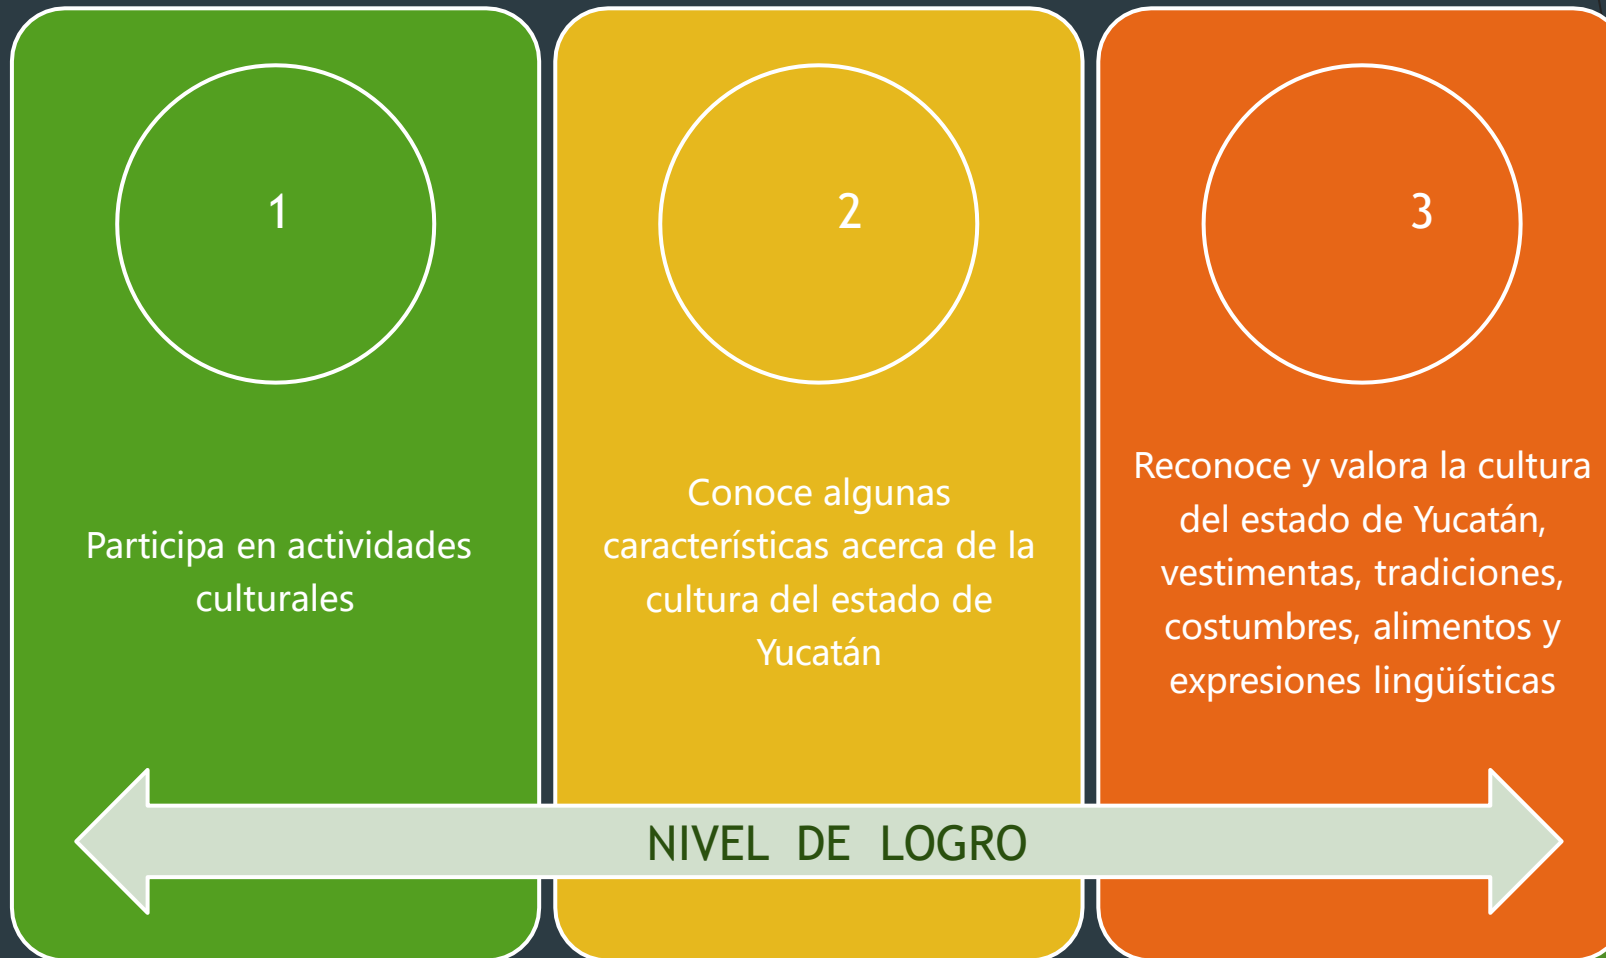 1
Participa en actividades
culturales
2
Conoce algunas
características acerca de la
cultura del estado de
Yucatán
3
Reconoce y valora la cultura
del estado de Yucatán,
vestimentas, tradiciones,
costumbres, alimentos y
expresiones lingüísticas
NIVEL DE LOGRO